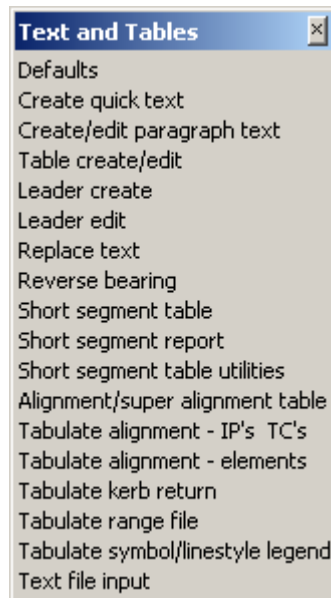 Text and Tables
Defaults
Create quick text
Create/edit paragraph text
Table create/edit
Leader create
Leader edit
Replace text
Reverse bearing
Short segment table
Short segment report
Short segment table utilities
Alignment/super alignment table
Tabulate alignment - IP's TC's
Tabulate alignment - elements
Tabulate kerb return
Tabulate range file
Tabulate symbol/linestyle legend
Text file input